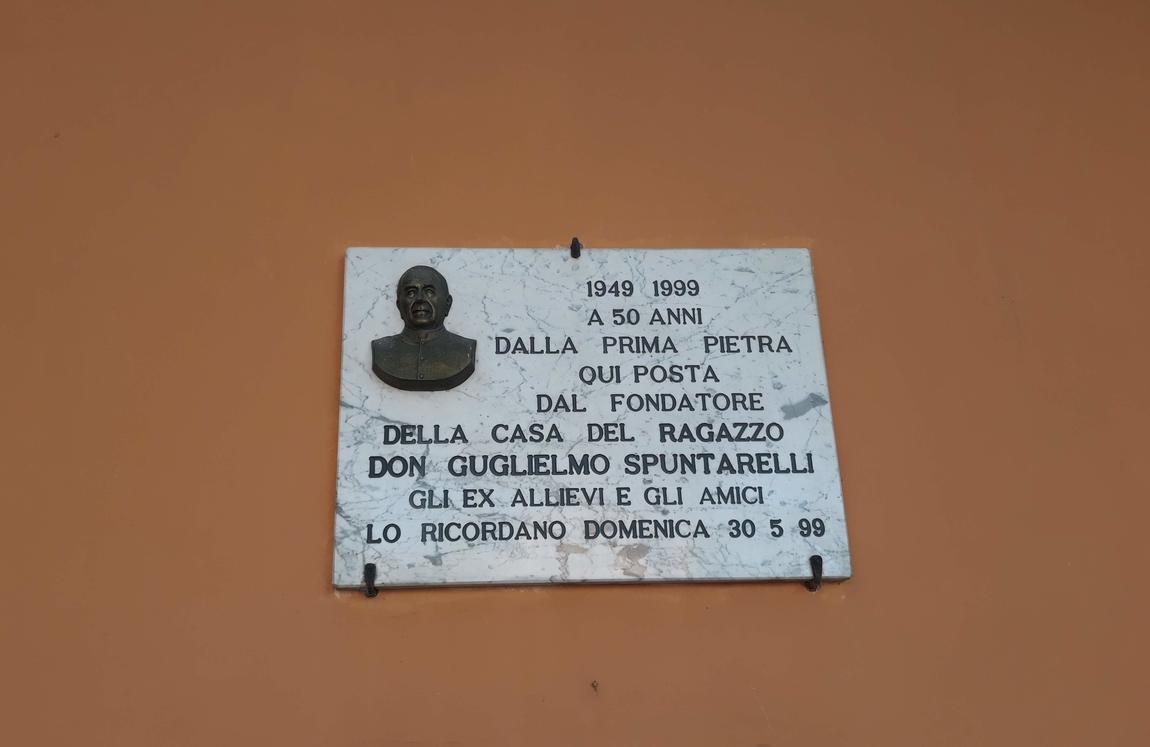 1949 1999
A 50 ANNI
DALLA PRIMA PIETRA
QUI POSTA
DAL FONDATORE
DELLA CASA DEL RAGAZZO
DON GUGLIELMO SPUNTARELLI
GLI EX ALLIEVI E GLI AMICI
LO RICORDANO DOMENICA 30 5 99